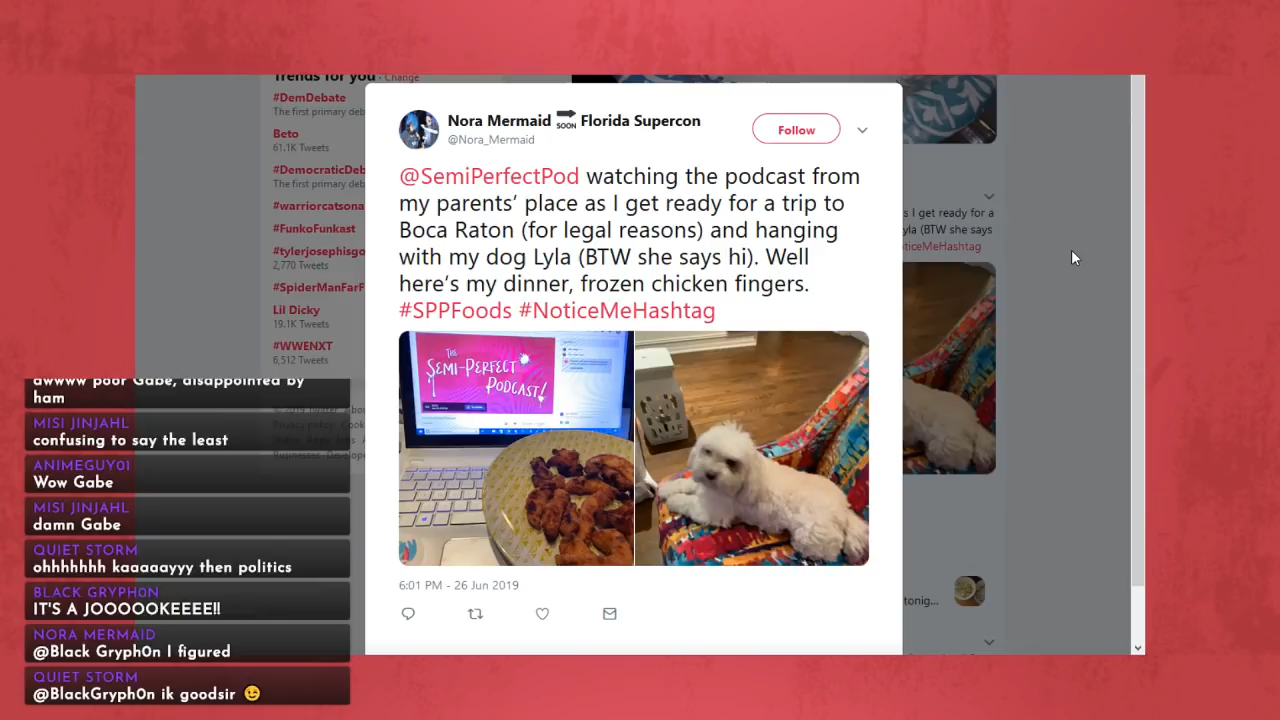 Trends for you · Change
#DemDebate
The first primary deb
Beto
61.1K Tweets
#DemocraticDeb
The first primary deb
#warriorcatsona
#FunkoFunkast
#tylerjosephisgo
2,770 Tweets
#SpiderManFarF
Lil Dicky
19.1K Tweets
#WWENXT
6,512 Tweets
Nora Mermaid SOON Florida Supercon
@Nora_Mermaid
Follow
@SemiPerfectPod watching the podcast from
my parents’ place as I get ready for a trip to
Boca Raton (for legal reasons) and hanging
with my dog Lyla (BTW she says hi). Well
here’s my dinner, frozen chicken fingers.
#SPPFoods #NoticeMeHashtag
THE
SEMI-PERFECT
PODCAST!
6:01 PM - 26 Jun 2019
s I get ready for a
yla (BTW she says
oticeMeHashtag
tonig...
awwww poor Gabe, disappointed by
ham
MISI JINJAHL
confusing to say the least
ANIMEGUY01
Wow Gabe
MISI JINJAHL
damn Gabe
QUIET STORM
ohhhhhhh kaaaaayyy then politics
BLACK GRYPH0N
IT'S A JOOOOOKEEEE!!
NORA MERMAID
@Black Gryph0n I figured
QUIET STORM
@BlackGryph0n ik goodsir 😉